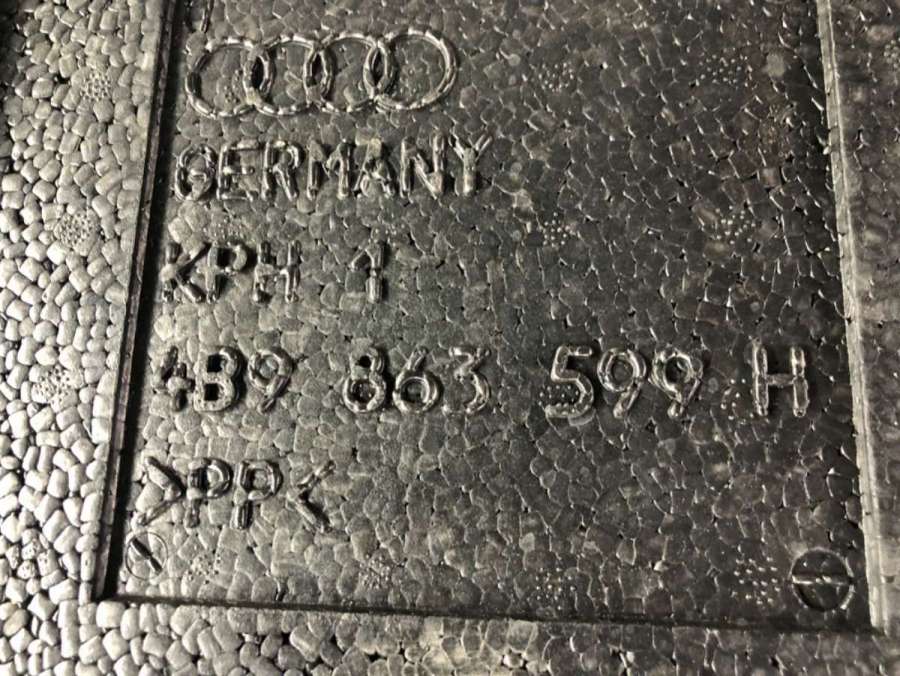 GERMANY
KPH 1
4B9 863 599 H
>PP<